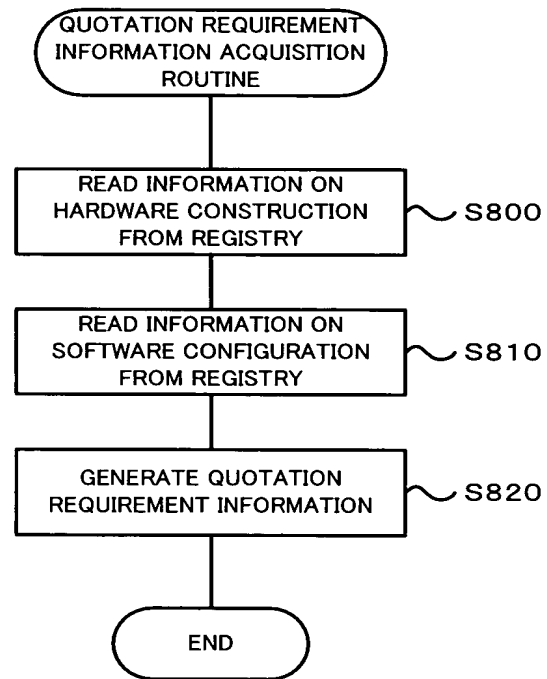 QUOTATION REQUIREMENT
INFORMATION ACQUISITION
ROUTINE
READ INFORMATION ON
HARDWARE CONSTRUCTION
FROM REGISTRY
S800
READ INFORMATION ON
SOFTWARE CONFIGURATION
FROM REGISTRY
S810
GENERATE QUOTATION
REQUIREMENT INFORMATION
S820
END